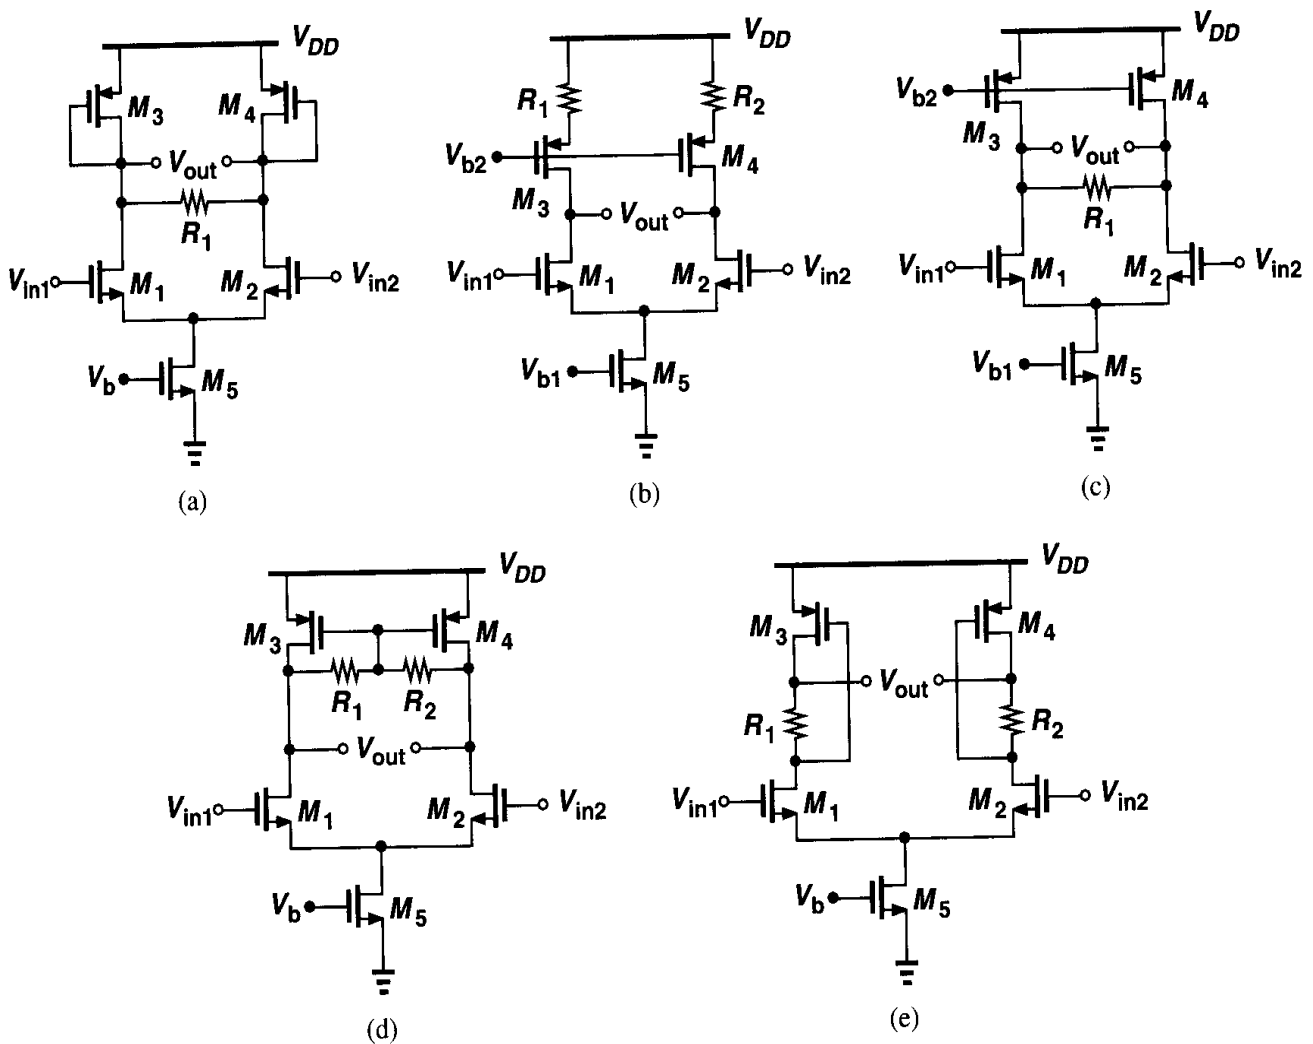 V_DD
M_3
M_4
V_out
R_1
V_in1
M_1
M_2
V_in2
V_b
M_5
(a)
V_DD
R_1
R_2
V_b2
M_4
M_3
V_out
V_in1
M_1
M_2
V_in2
V_b1
M_5
(b)
V_DD
V_b2
M_4
M_3
V_out
R_1
V_in1
M_1
M_2
V_in2
V_b1
M_5
(c)
V_DD
M_3
M_4
R_1
R_2
V_out
V_in1
M_1
M_2
V_in2
V_b
M_5
(d)
V_DD
M_3
M_4
V_out
R_1
R_2
V_in1
M_1
M_2
V_in2
V_b
M_5
(e)